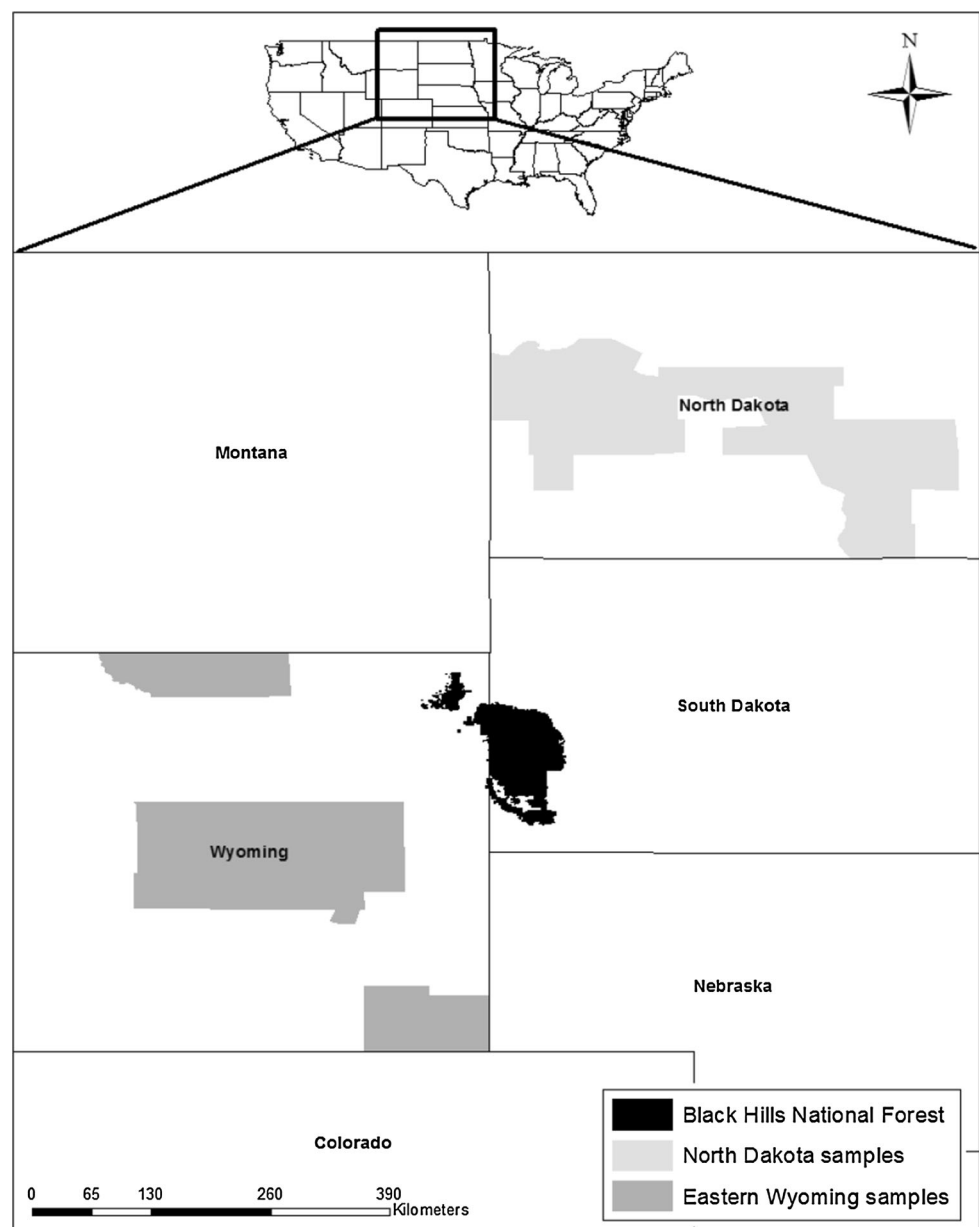 N
North Dakota
Montana
South Dakota
Wyoming
Nebraska
Black Hills National Forest
North Dakota samples
Eastern Wyoming samples
Colorado
0 65 130 260 390
Kilometers